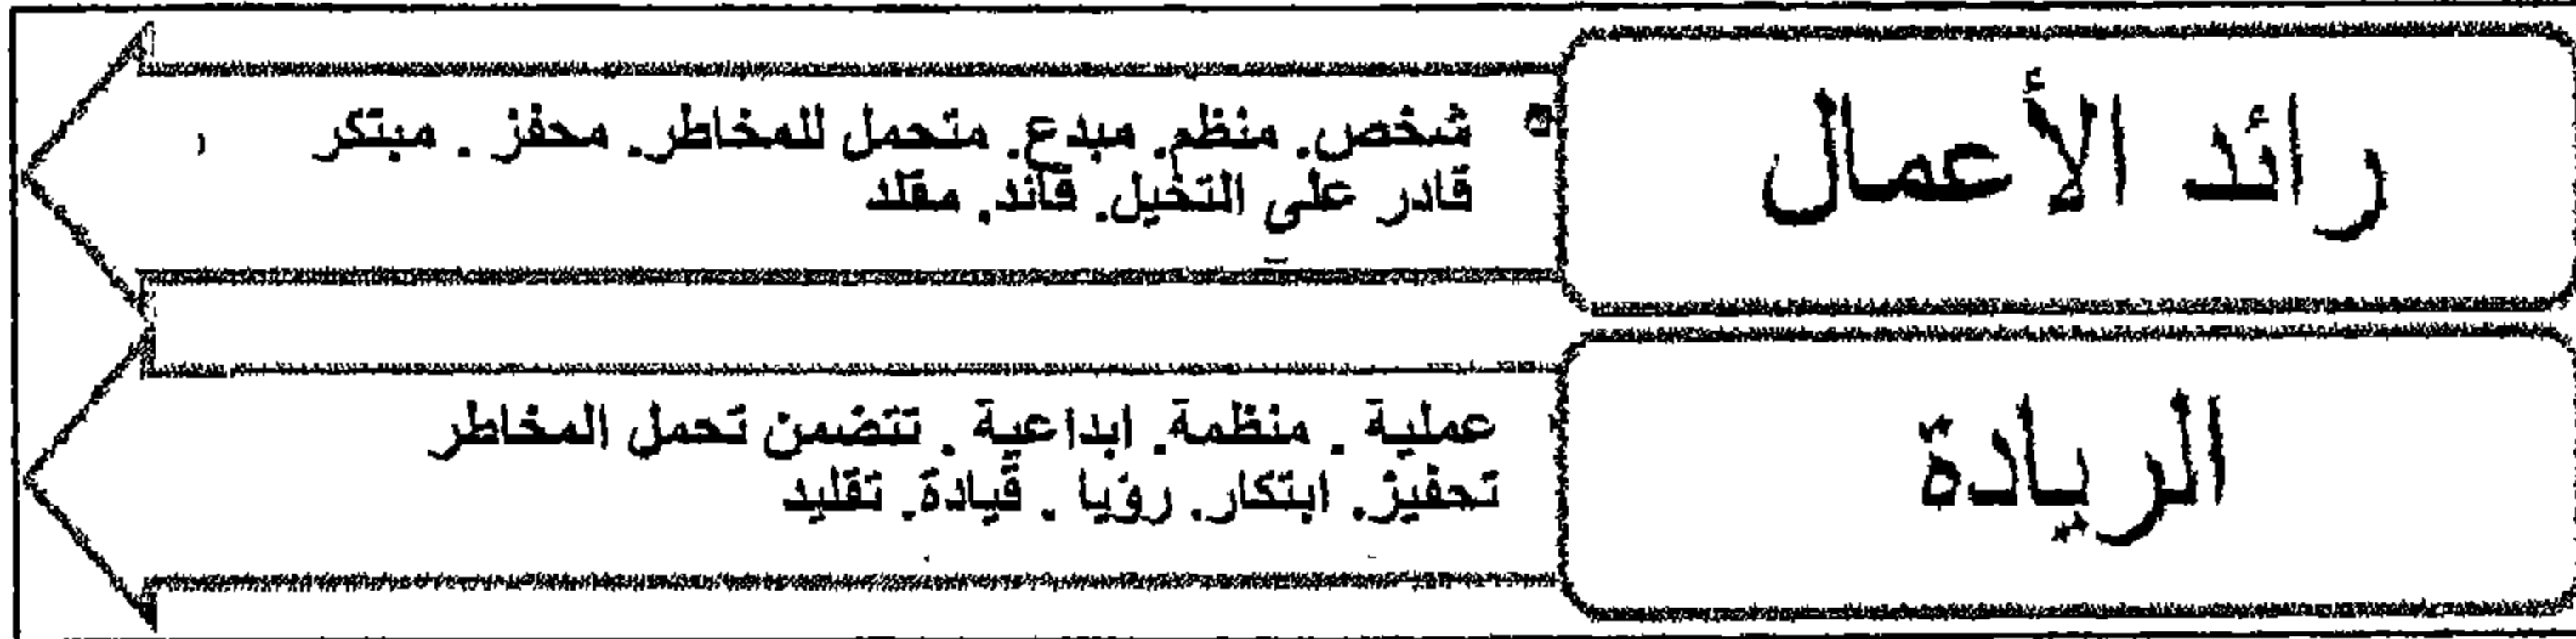 رائد الأعمال
شخص. منظم. مبدع. متحمل للمخاطر. محفز . مبتكر
قادر على التخيل. قائد. مقلد
الريادة
عملية . منظمة. ابداعية . تتضمن تحمل المخاطر
تحفيز. ابتكار. رؤيا . قيادة. تقليد